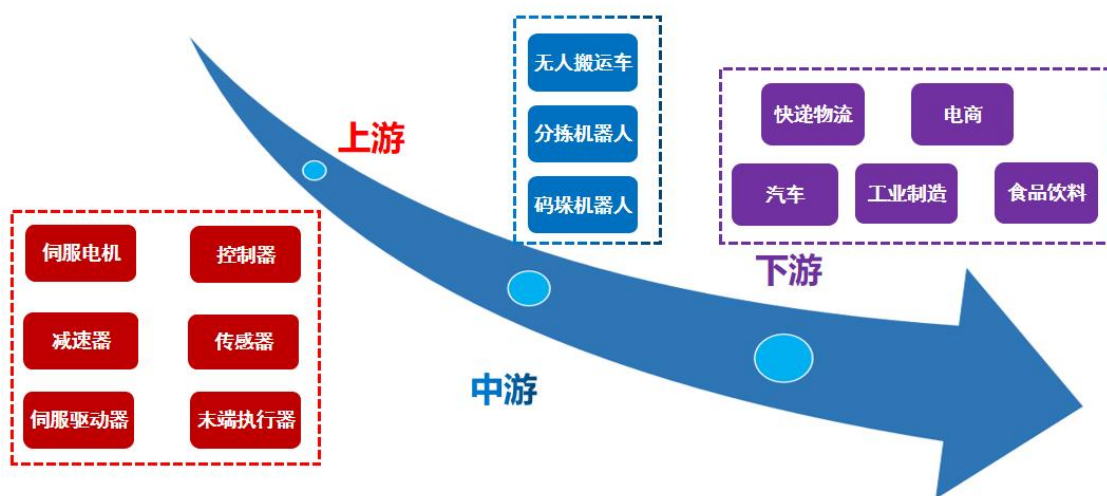 上游
伺服电机
控制器
减速器
传感器
伺服驱动器
末端执行器
中游
无人搬运车
分拣机器人
码垛机器人
下游
快递物流
电商
汽车
工业制造
食品饮料